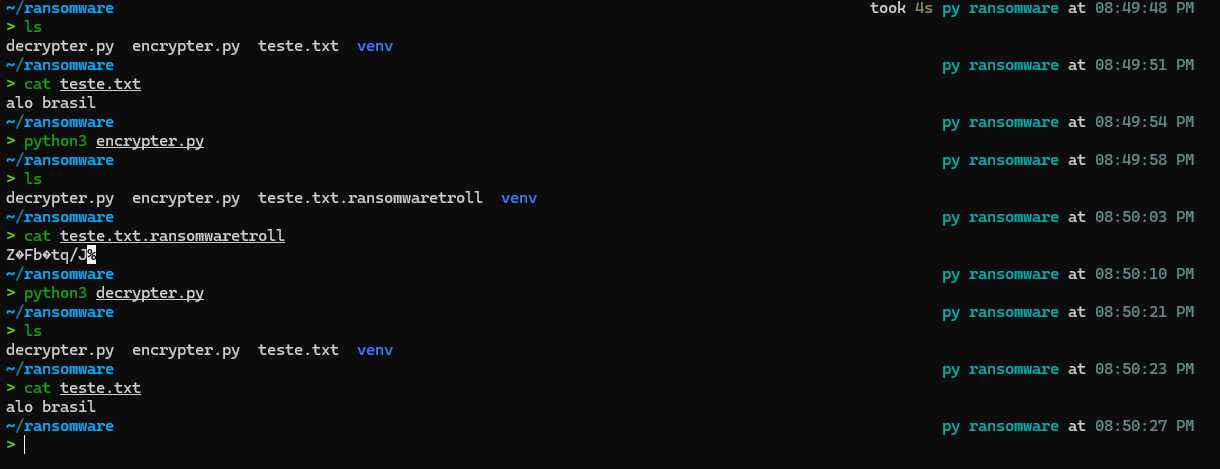 ~/ransomware took 4s py ransomware at 08:49:48 PM
> ls
decrypter.py encrypter.py teste.txt venv
~/ransomware py ransomware at 08:49:51 PM
> cat teste.txt
alo brasil
~/ransomware py ransomware at 08:49:54 PM
> python3 encrypter.py
~/ransomware py ransomware at 08:49:58 PM
> ls
decrypter.py encrypter.py teste.txt.ransomwaretroll venv
~/ransomware py ransomware at 08:50:03 PM
> cat teste.txt.ransomwaretroll
Z�Fb�tq/J%
~/ransomware py ransomware at 08:50:10 PM
> python3 decrypter.py
~/ransomware py ransomware at 08:50:21 PM
> ls
decrypter.py encrypter.py teste.txt venv
~/ransomware py ransomware at 08:50:23 PM
> cat teste.txt
alo brasil
~/ransomware py ransomware at 08:50:27 PM
>